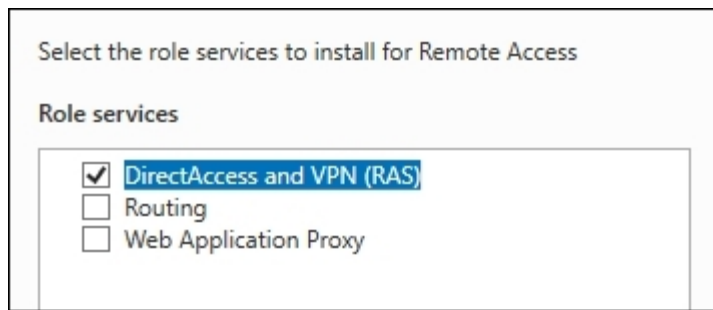 Select the role services to install for Remote Access
Role services
DirectAccess and VPN (RAS)
Routing
Web Application Proxy